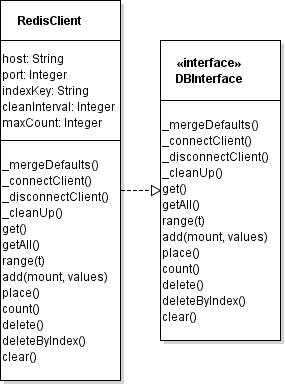 RedisClient
host: String
port: Integer
indexKey: String
cleanInterval: Integer
maxCount: Integer
_mergeDefaults()
_connectClient()
_disconnectClient()
_cleanUp()
get()
getAll()
range(t)
add(mount, values)
place()
count()
delete()
deleteByIndex()
clear()
«interface»
DBInterface
_mergeDefaults()
_connectClient()
_disconnectClient()
_cleanUp()
get()
getAll()
range(t)
add(mount, values)
place()
count()
delete()
deleteByIndex()
clear()